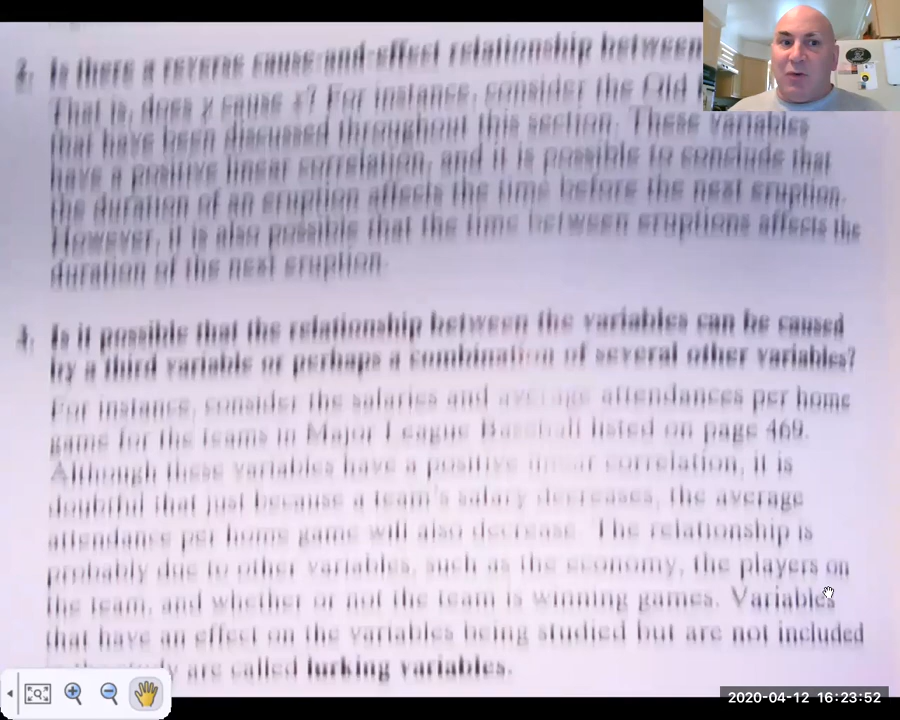 2. Is there a reverse cause-and-effect relationship between
That is, does y cause x? For instance, consider the Old
that have been discussed throughout this section. These variables
have a positive linear correlation, and it is possible to conclude that
the duration of an eruption affects the time before the next eruption.
However, it is also possible that the time between eruptions affects the
duration of the next eruption.
3. Is it possible that the relationship between the variables can be caused
by a third variable or perhaps a combination of several other variables?
For instance, consider the salaries and average attendances per home
game for the teams in Major League Baseball listed on page 469.
Although these variables have a positive linear correlation, it is
doubtful that just because a team's salary decreases, the average
attendance per home game will also decrease. The relationship is
probably due to other variables, such as the economy, the players on
the team, and whether or not the team is winning games. Variables
that have an effect on the variables being studied but are not included
the study are called lurking variables.
2020-04-12 16:23:52